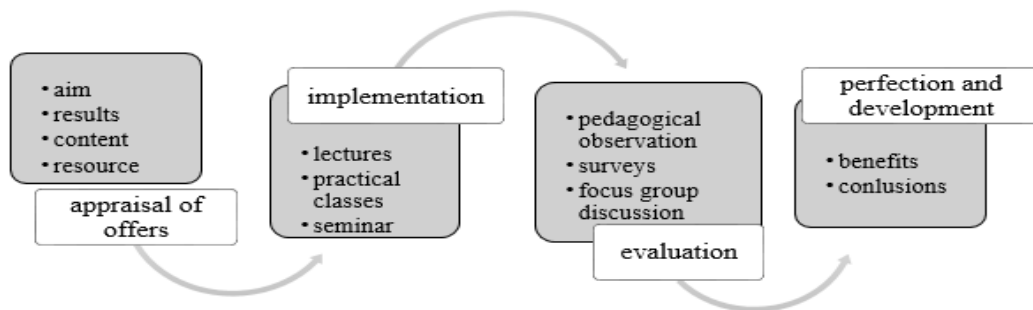 • aim
• results
• content
• resource
appraisal of
offers
implementation
• lectures
• practical
classes
• seminar
• pedagogical
observation
• surveys
• focus group
discussion
evaluation
perfection and
development
• benefits
• conlusions